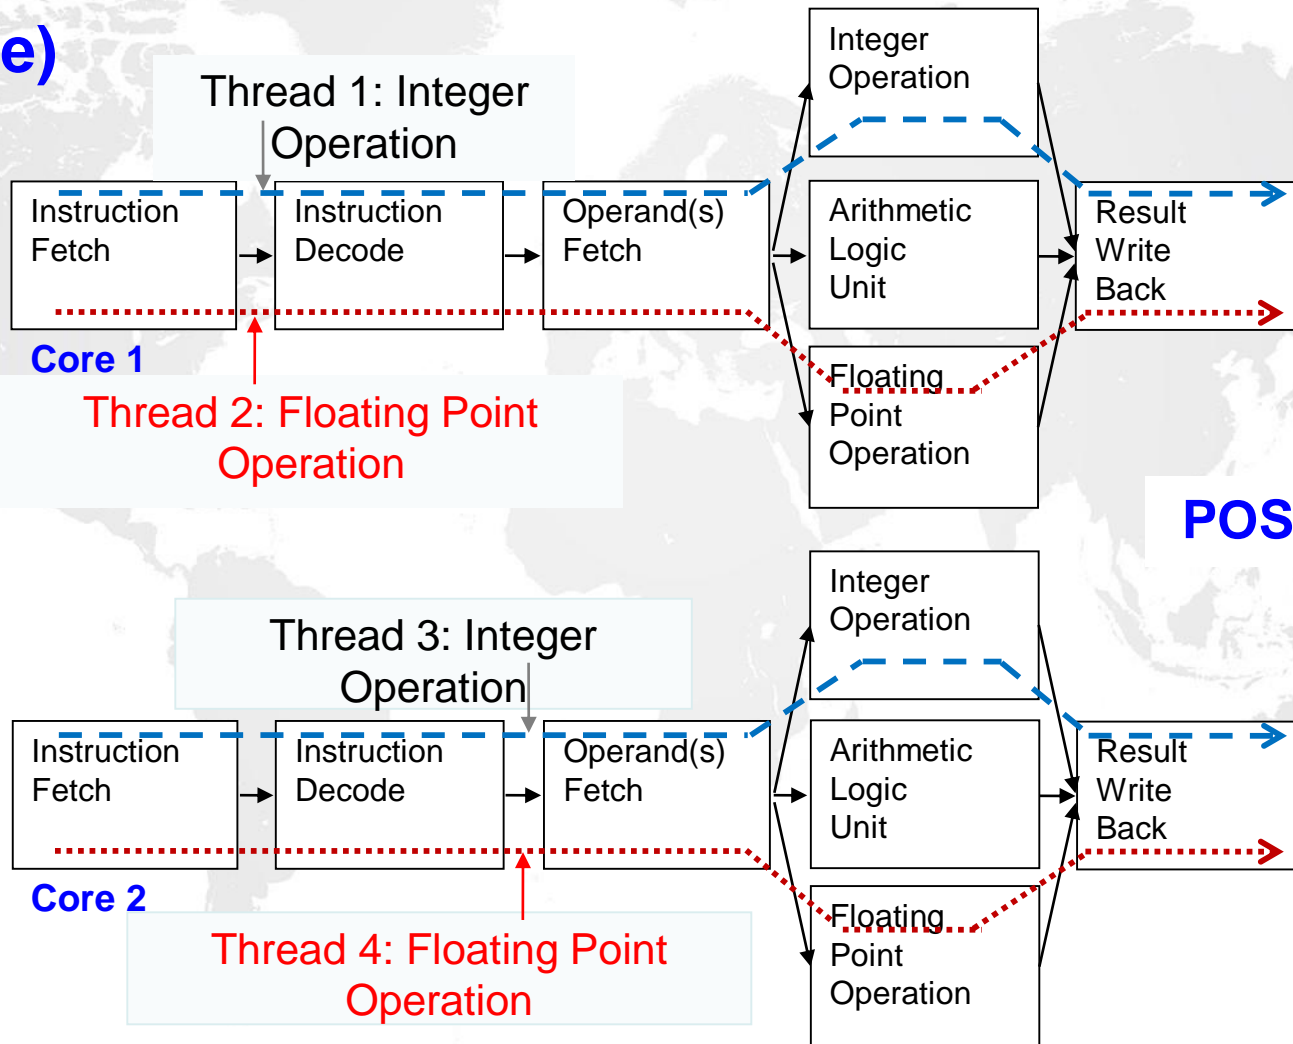 e)
Thread 1: Integer
Operation
Integer
Operation
Instruction
Fetch
Instruction
Decode
Operand(s)
Fetch
Arithmetic
Logic
Unit
Result
Write
Back
Core 1
Thread 2: Floating Point
Operation
Floating
Point
Operation
POS
Thread 3: Integer
Operation
Integer
Operation
Instruction
Fetch
Instruction
Decode
Operand(s)
Fetch
Arithmetic
Logic
Unit
Result
Write
Back
Core 2
Thread 4: Floating Point
Operation
Floating
Point
Operation